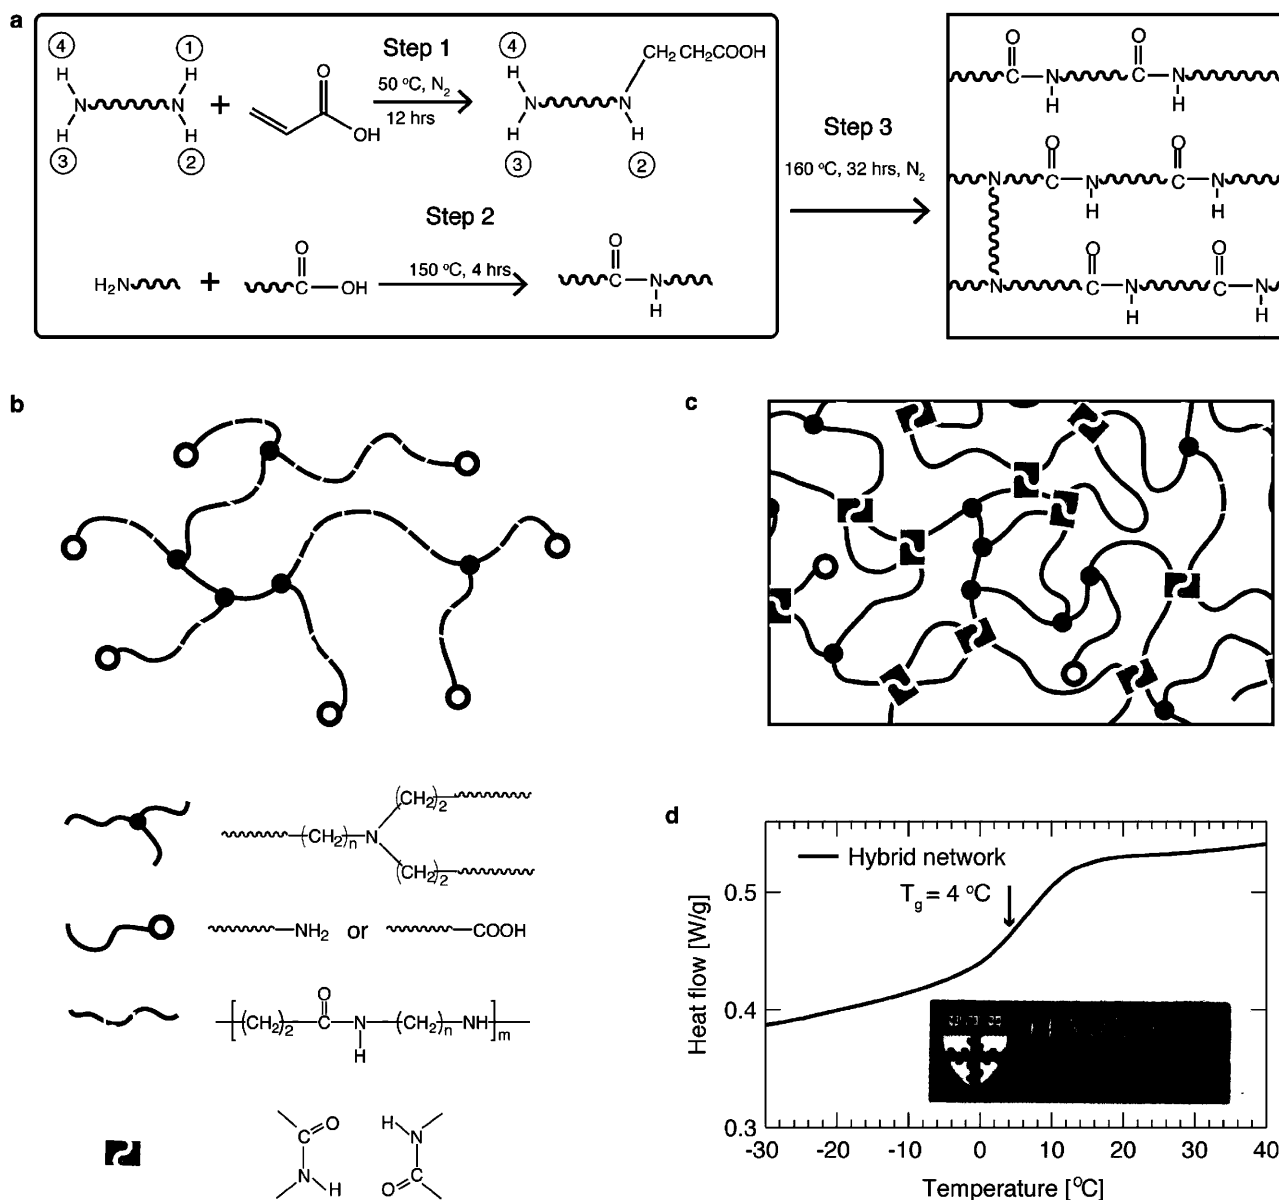 a
4
1
H
H
N
N
H
H
3
2
+
O
OH
Step 1
50 °C, N2
12 hrs
4
CH2 CH2COOH
H
N
N
H
H
3
2
Step 2
H2N
+
O
C
OH
150 °C, 4 hrs
O
C
N
H
Step 3
160 °C, 32 hrs, N2
O
O
C
N
C
N
H
H
O
O
N
C
N
C
N
H
H
O
O
N
C
N
C
N
H
H
b
c
(CH2)2
(CH2)n
N
(CH2)2
NH2 or COOH
O
[(CH2)2 C N (CH2)n NH]m
H
C
O
N
H
H
N
O
C
d
Hybrid network
Tg = 4 °C
Heat flow [W/g]
0.5
0.4
0.3
-30 -20 -10 0 10 20 30 40
Temperature [°C]